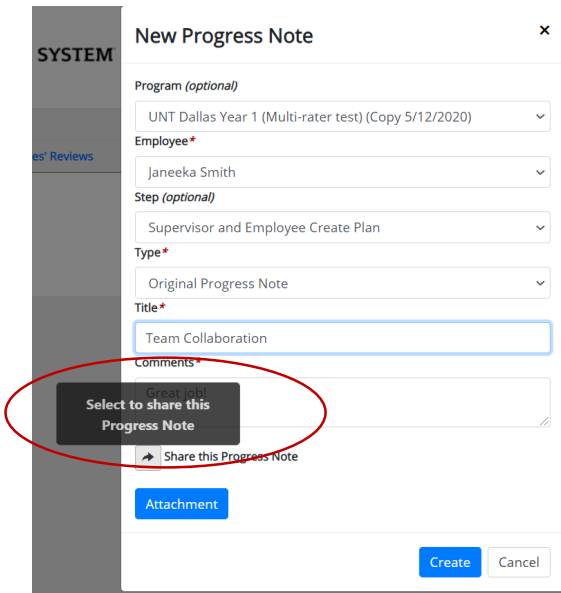 New Progress Note
×
SYSTEM
Program (optional)
UNT Dallas Year 1 (Multi-rater test) (Copy 5/12/2020)
Employee*
es' Reviews
Janeeka Smith
Step (optional)
Supervisor and Employee Create Plan
Type*
Original Progress Note
Title*
Team Collaboration
Comments*
Great job!
Select to share this
Progress Note
Share this Progress Note
Attachment
Create
Cancel